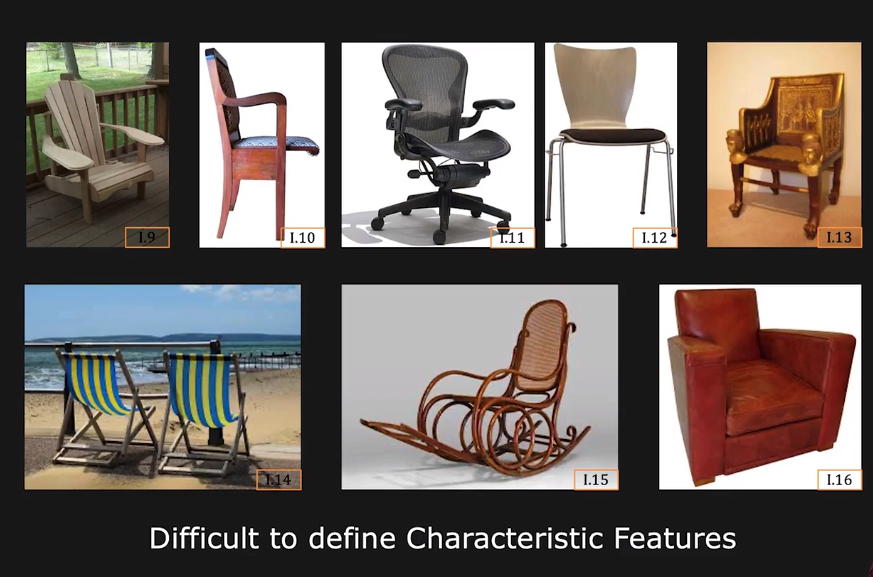 I.9
I.10
I.11
I.12
I.13
I.14
I.15
I.16
Difficult to define Characteristic Features